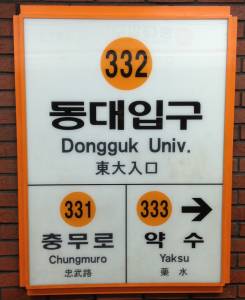 332
동대입구
Dongguk Univ.
東大入口
331
충무로
Chungmuro
忠武路
333 →
약수
Yaksu
藥水